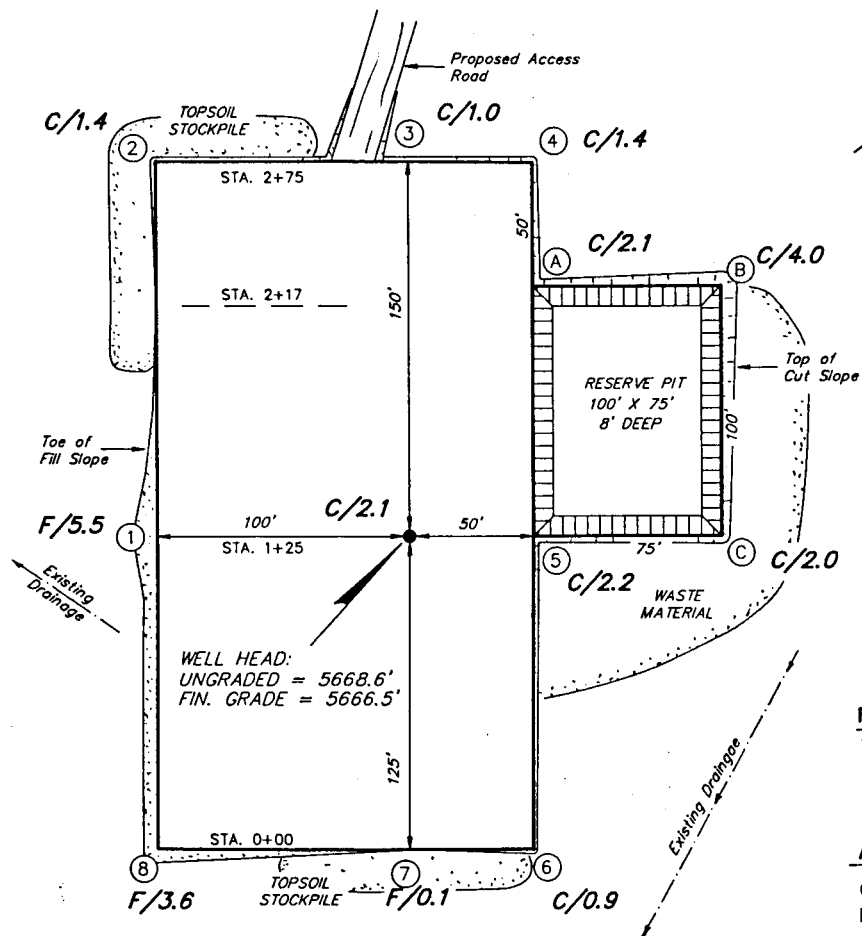 Proposed Access
Road
C/1.4
TOPSOIL
STOCKPILE
C/1.0
2
3
4
C/1.4
STA. 2+75
50'
A
C/2.1
B
C/4.0
STA. 2+17
150'
Top of
Cut Slope
RESERVE PIT
100' X 75'
8' DEEP
100'
Toe of
Fill Slope
F/5.5
1
100'
C/2.1
50'
STA. 1+25
75'
5
C
C/2.2
C/2.0
Existing
Drainage
WASTE
MATERIAL
WELL HEAD:
UNGRADED = 5668.6'
FIN. GRADE = 5666.5'
125'
Existing Draingae
STA. 0+00
8
7
6
F/3.6
TOPSOIL
STOCKPILE
F/0.1
C/0.9